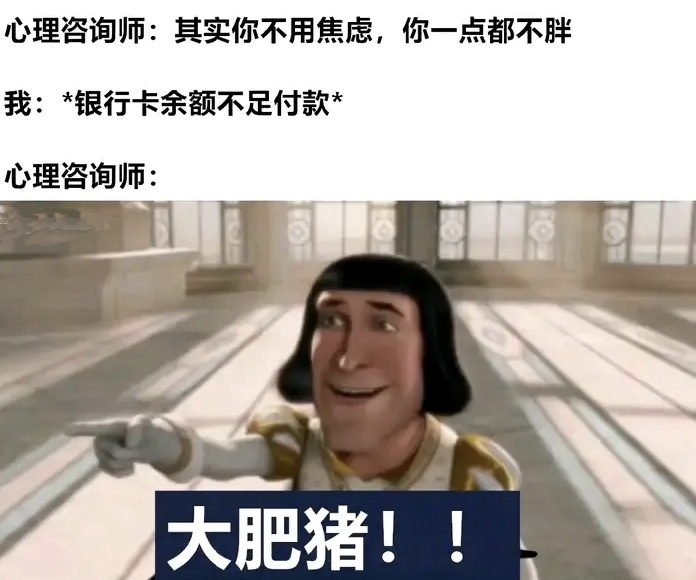 心理咨询师：其实你不用焦虑，你一点都不胖
我：*银行卡余额不足付款*
心理咨询师：
大肥猪！！